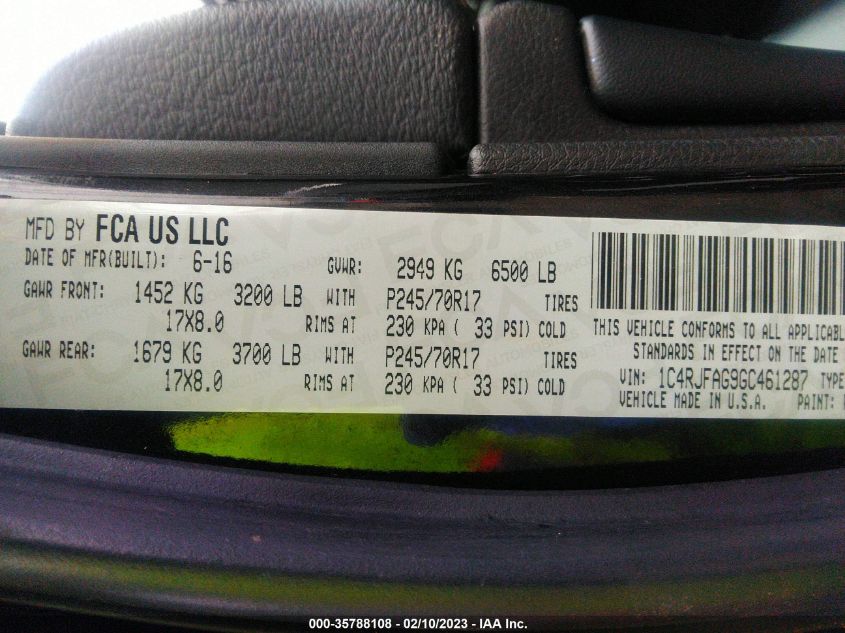 MFD BY FCA US LLC
DATE OF MFR(BUILT): 6-16 GVWR: 2949 KG 6500 LB
GAWR FRONT: 1452 KG 3200 LB WITH P245/70R17 TIRES
17X8.0 RIMS AT 230 KPA ( 33 PSI) COLD
GAWR REAR: 1679 KG 3700 LB WITH P245/70R17 TIRES
17X8.0 RIMS AT 230 KPA ( 33 PSI) COLD
THIS VEHICLE CONFORMS TO ALL APPLICABL
STANDARDS IN EFFECT ON THE DATE
VIN: 1C4RJFAG9GC461287 TYPE
VEHICLE MADE IN U.S.A. PAINT:
000-35788108 - 02/10/2023 - IAA Inc.